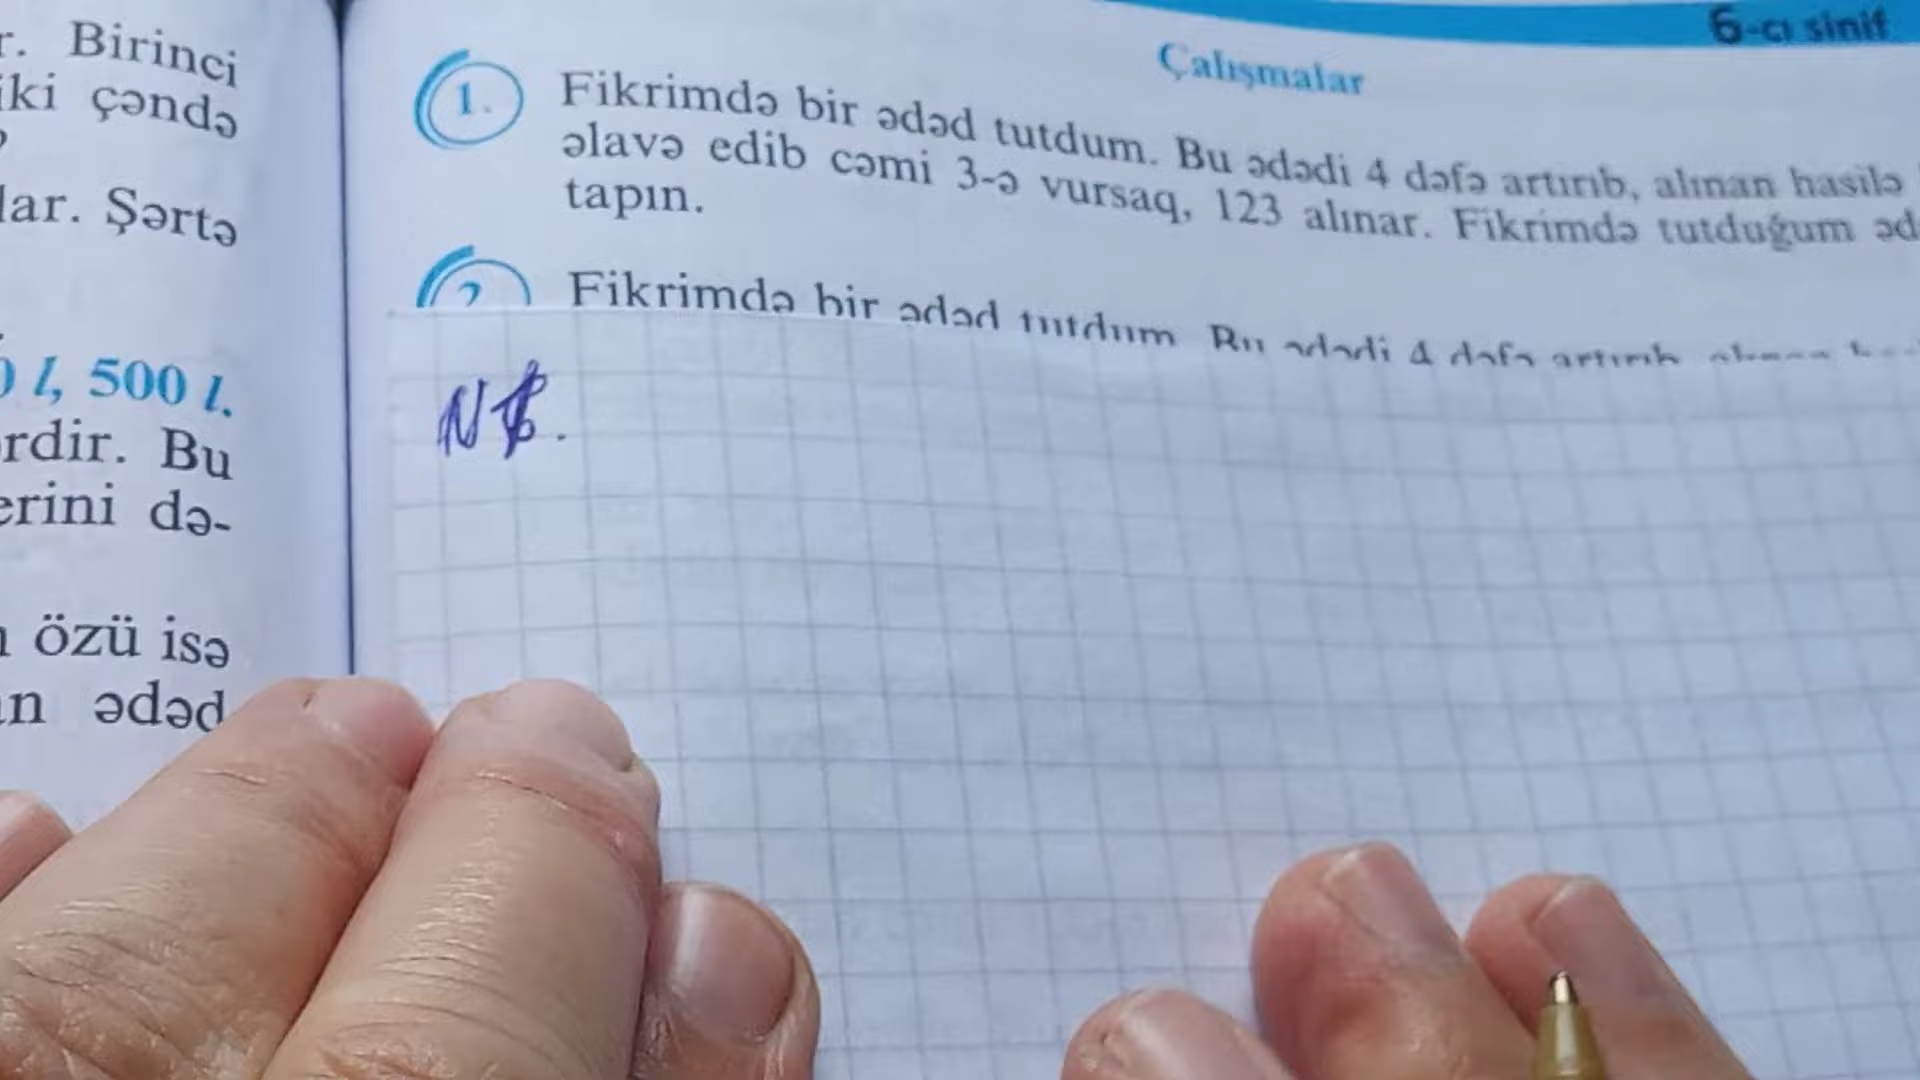 r. Birinci
iki çəndə
?
lar. Şərtə
l, 500 l.
rdir. Bu
erini də-
özü isə
n ədəd
6-cı sinif
Çalışmalar
1. Fikrimdə bir ədəd tutdum. Bu ədədi 4 dəfə artırıb, alınan hasilə
əlavə edib cəmi 3-ə vursaq, 123 alınar. Fikrimdə tutduğum əd
tapın.
2 Fikrimdə bir ədəd tutdum Bu ədədi 4 dəfə artırıb